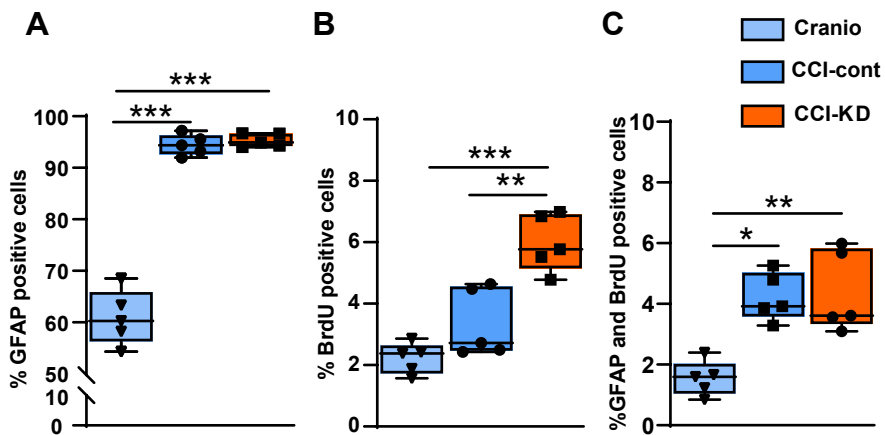 A
B
C
Cranio
CCI-cont
CCI-KD
% GFAP positive cells
100
95
90
70
60
50
10
0
***
***
% BrdU positive cells
10
8
6
4
2
0
***
**
%GFAP and BrdU positive cells
10
8
6
4
2
0
**
*